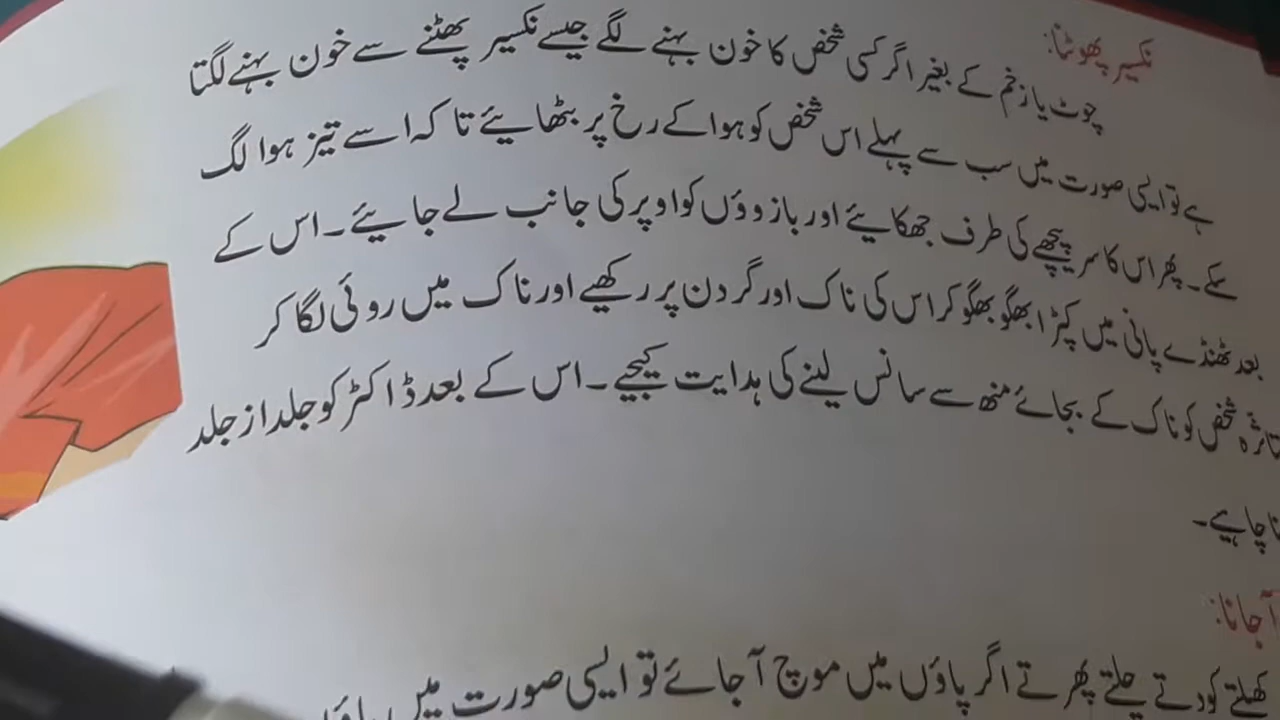 نکسیر پھوٹنا:
چوٹ یا زخم کے بغیر اگر کسی شخص کا خون بہنے لگے جیسے نکسیر پھٹنے سے خون بہنے لگتا
ہے تو ایسی صورت میں سب سے پہلے اس شخص کو ہوا کے رخ پر بٹھایئے تا کہ اسے تیز ہوا لگ
سکے۔ پھر اس کا سر پیچھے کی طرف جھکایئے اور بازوؤں کو اوپر کی جانب لے جایئے۔ اس کے
بعد ٹھنڈے پانی میں کپڑا بھگو بھگو کر اس کی ناک اور گردن پر رکھیے اور ناک میں روئی لگا کر
شخص کو ناک کے بجائے منھ سے سانس لینے کی ہدایت کیجیے۔ اس کے بعد ڈاکٹر کو جلد از جلد
چاہیے۔
آ جانا:
کھیلتے کودتے چلتے پھرتے اگر پاؤں میں موچ آ جائے تو ایسی صورت میں